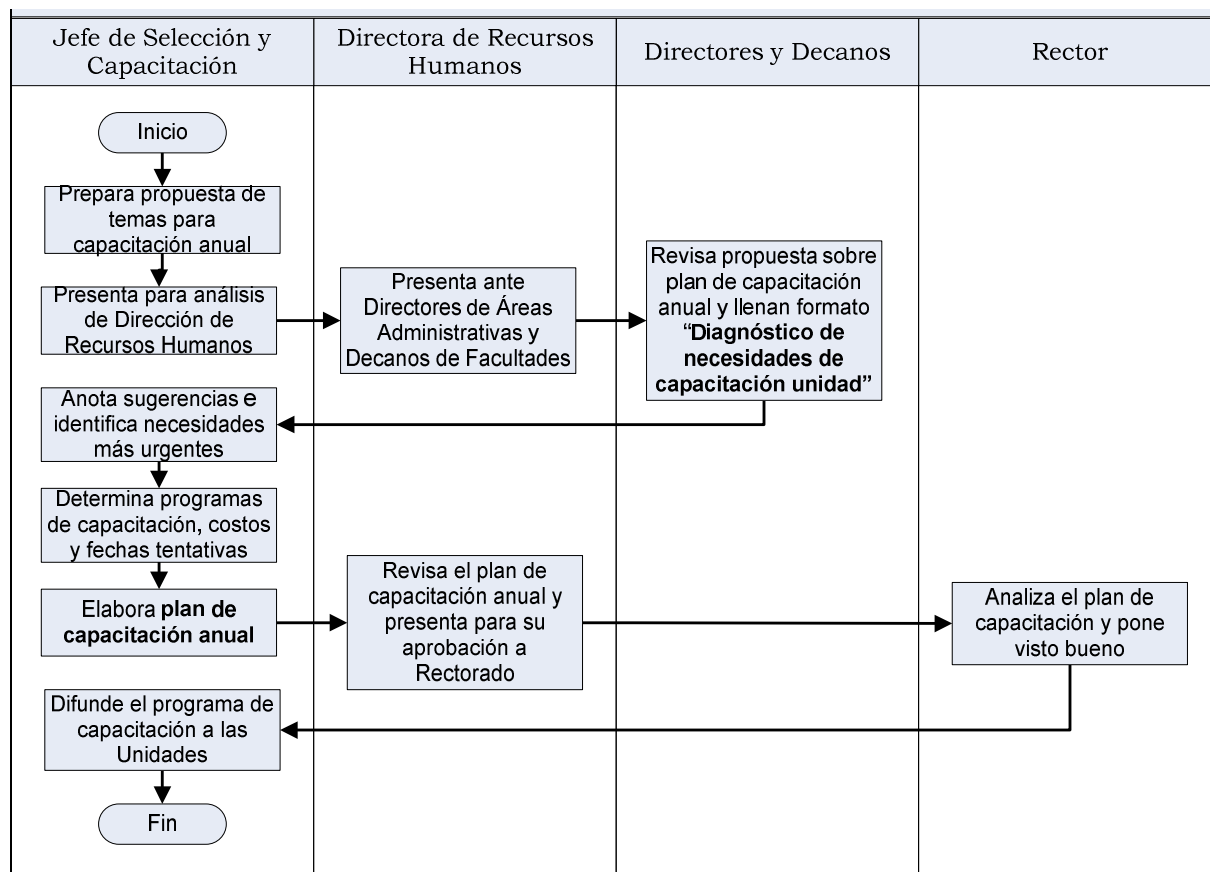 Jefe de Selección y
Capacitación
Directora de Recursos
Humanos
Directores y Decanos
Rector
Inicio
Prepara propuesta de
temas para
capacitación anual
Presenta para análisis
de Dirección de
Recursos Humanos
Presenta ante
Directores de Áreas
Administrativas y
Decanos de Facultades
Revisa propuesta sobre
plan de capacitación
anual y llenan formato
“Diagnóstico de
necesidades de
capacitación unidad”
Anota sugerencias e
identifica necesidades
más urgentes
Determina programas
de capacitación, costos
y fechas tentativas
Elabora plan de
capacitación anual
Revisa el plan de
capacitación anual y
presenta para su
aprobación a
Rectorado
Analiza el plan de
capacitación y pone
visto bueno
Difunde el programa de
capacitación a las
Unidades
Fin